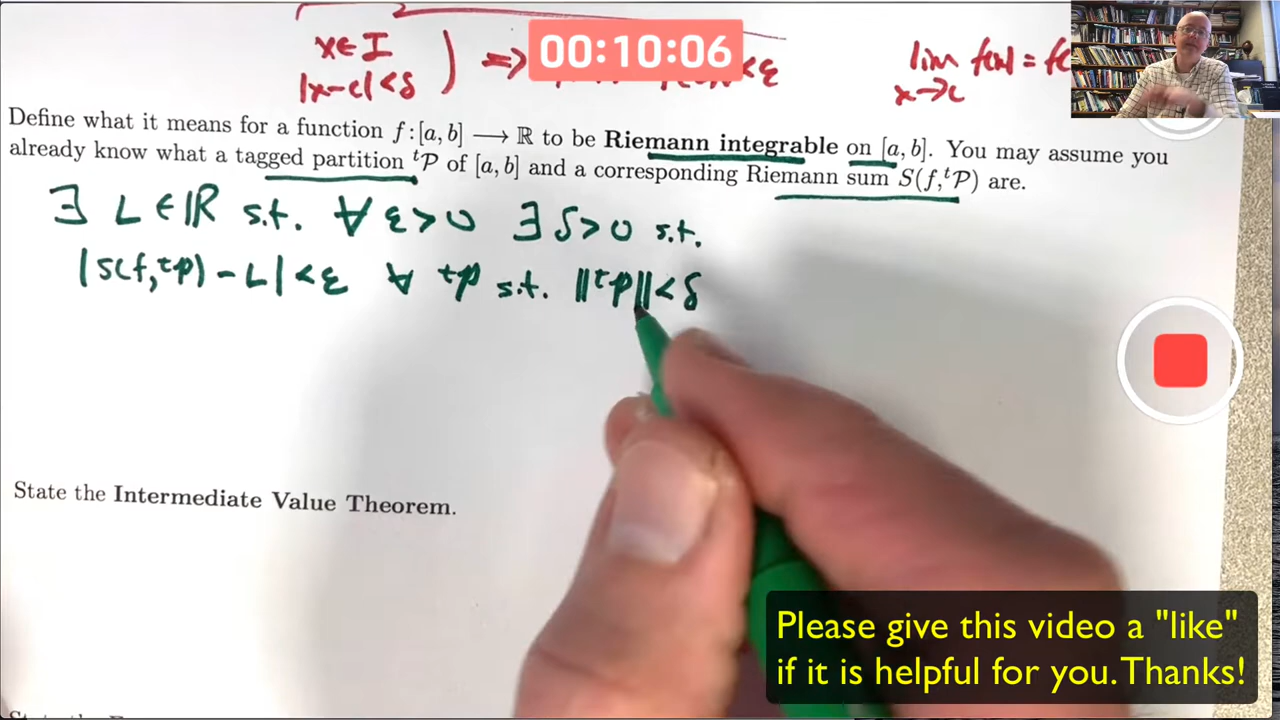 x ∈ I
00:10:06
|x-c|<δ ) ⇒ <ε
lim f(x) = f(
x→c
Define what it means for a function f:[a, b] ⟶ ℝ to be Riemann integrable on [a, b]. You may assume you
already know what a tagged partition ᵗP of [a, b] and a corresponding Riemann sum S(f,ᵗP) are.
∃ L ∈ ℝ s.t. ∀ ε > 0 ∃ δ > 0 s.t.
|S(f,ᵗP) - L| < ε ∀ ᵗP s.t. ||ᵗP|| < δ
State the Intermediate Value Theorem.
Please give this video a "like"
if it is helpful for you. Thanks!